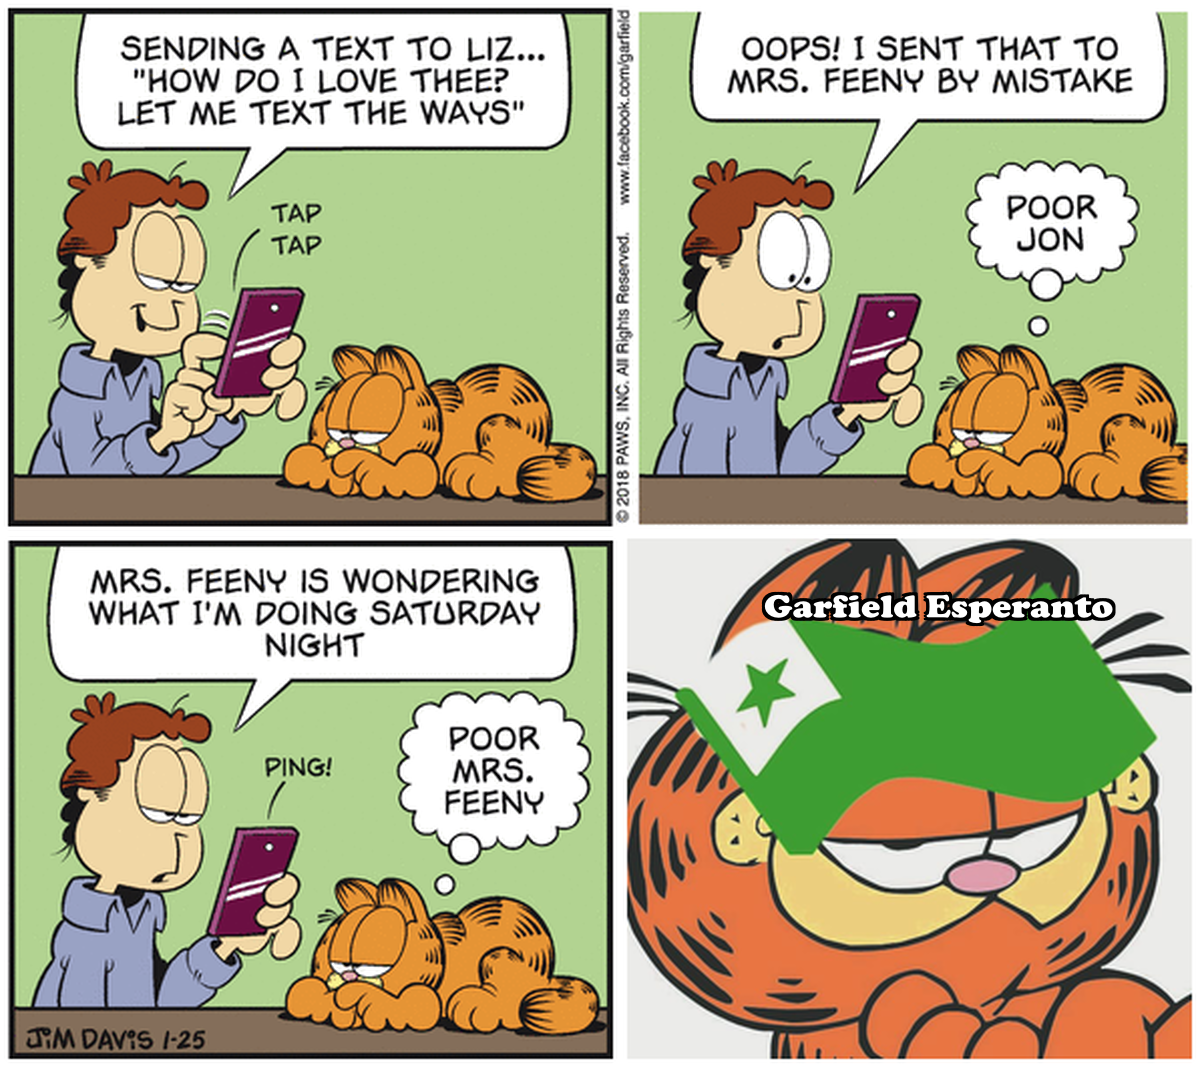 SENDING A TEXT TO LIZ...
"HOW DO I LOVE THEE?
LET ME TEXT THE WAYS"
TAP
TAP
© 2018 PAWS, INC. All Rights Reserved. www.facebook.com/garfield
OOPS! I SENT THAT TO
MRS. FEENY BY MISTAKE
POOR
JON
MRS. FEENY IS WONDERING
WHAT I'M DOING SATURDAY
NIGHT
PING!
POOR
MRS.
FEENY
JIM DAVIS 1-25
Garfield Esperanto